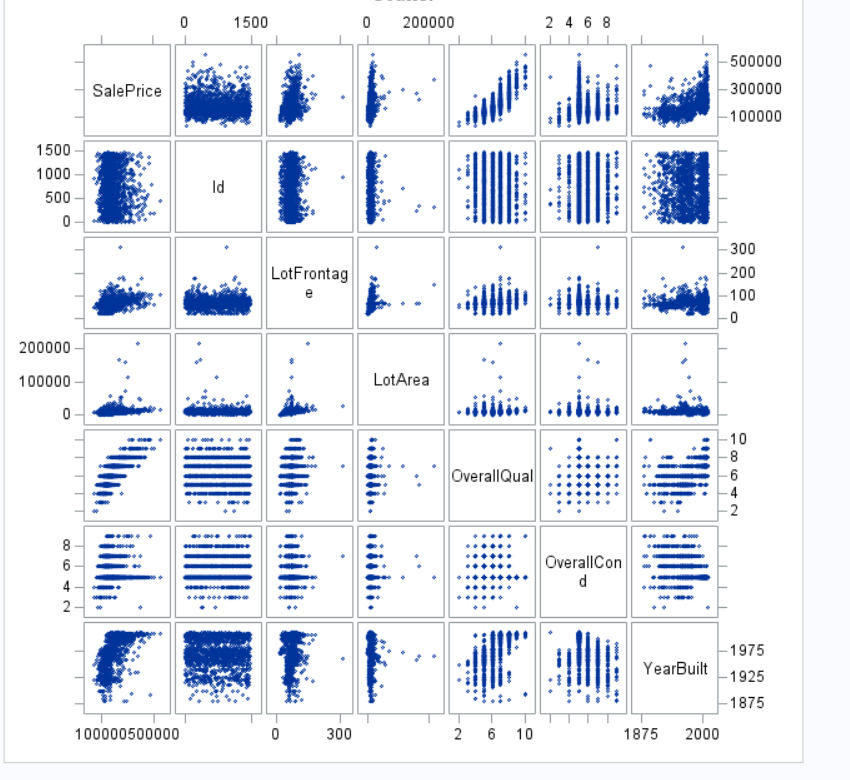 0 1500 0 200000 2 4 6 8
SalePrice
500000
300000
100000
1500
1000
500
0
Id
LotFrontag
e
300
200
100
0
200000
100000
0
LotArea
OverallQual
10
8
6
4
2
8
6
4
2
OverallCon
d
YearBuilt
1975
1925
1875
100000500000 0 300 2 6 10 1875 2000